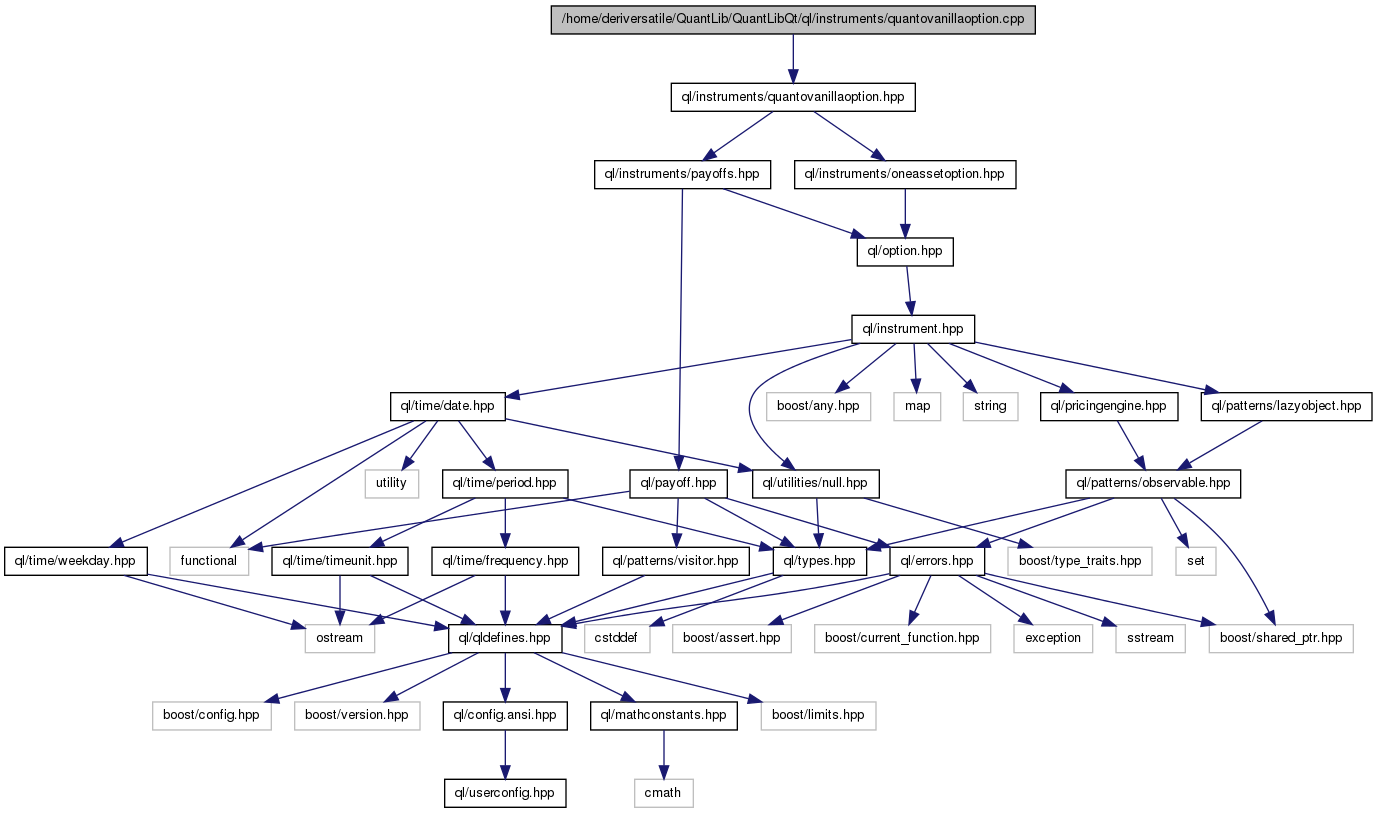 /home/deriversatile/QuantLib/QuantLibQt/ql/instruments/quantovanillaoption.cpp
ql/instruments/quantovanillaoption.hpp
ql/instruments/payoffs.hpp
ql/instruments/oneassetoption.hpp
ql/option.hpp
ql/instrument.hpp
ql/time/date.hpp
boost/any.hpp
map
string
ql/pricingengine.hpp
ql/patterns/lazyobject.hpp
utility
ql/time/period.hpp
ql/payoff.hpp
ql/utilities/null.hpp
ql/patterns/observable.hpp
ql/time/weekday.hpp
functional
ql/time/timeunit.hpp
ql/time/frequency.hpp
ql/patterns/visitor.hpp
ql/types.hpp
ql/errors.hpp
boost/type_traits.hpp
set
ostream
ql/qldefines.hpp
cstddef
boost/assert.hpp
boost/current_function.hpp
exception
sstream
boost/shared_ptr.hpp
boost/config.hpp
boost/version.hpp
ql/config.ansi.hpp
ql/mathconstants.hpp
boost/limits.hpp
ql/userconfig.hpp
cmath